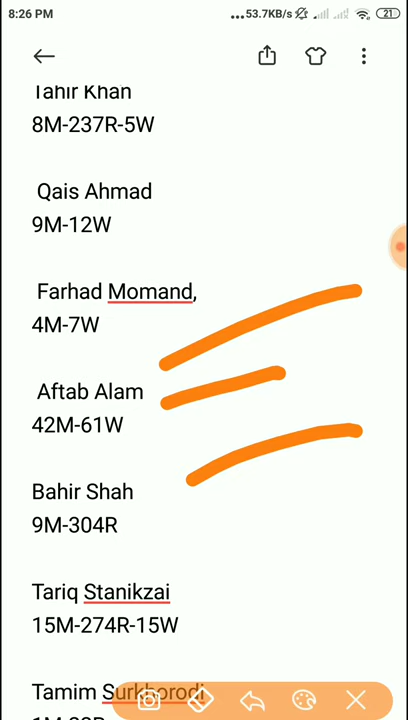 8:26 PM ...53.7KB/s 21
Tahir Khan
8M-237R-5W
Qais Ahmad
9M-12W
Farhad Momand,
4M-7W
Aftab Alam
42M-61W
Bahir Shah
9M-304R
Tariq Stanikzai
15M-274R-15W
Tamim Surkhorodi